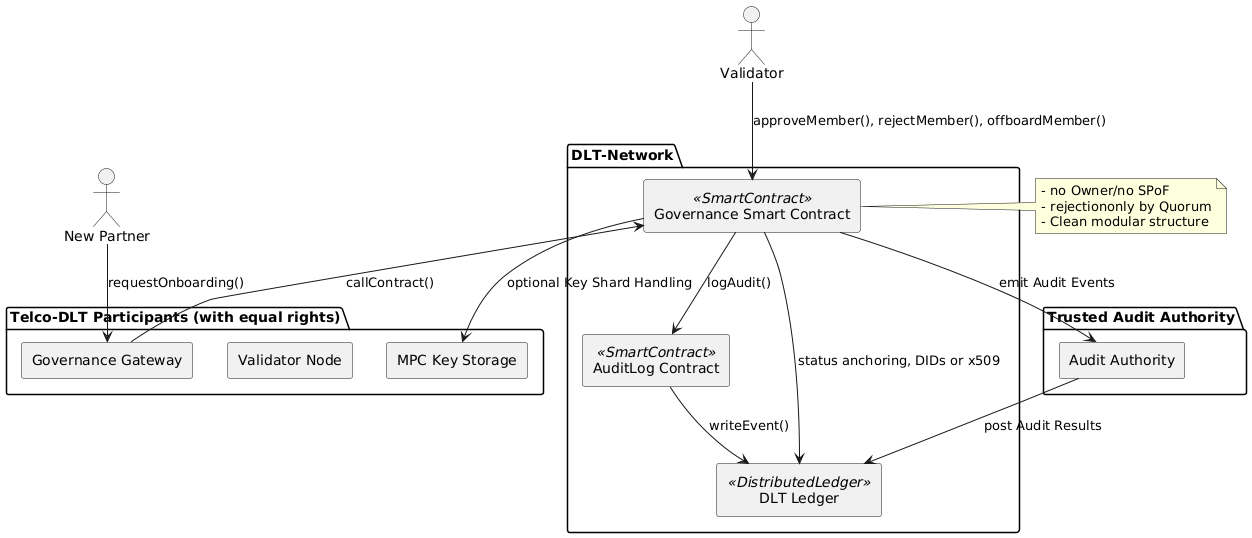 Validator
approveMember(), rejectMember(), offboardMember()
DLT-Network
«SmartContract»
Governance Smart Contract
- no Owner/no SPoF
- rejectiononly by Quorum
- Clean modular structure
New Partner
requestOnboarding()
callContract()
optional Key Shard Handling
logAudit()
emit Audit Events
Telco-DLT Participants (with equal rights)
Governance Gateway
Validator Node
MPC Key Storage
«SmartContract»
AuditLog Contract
status anchoring, DIDs or x509
Trusted Audit Authority
Audit Authority
writeEvent()
post Audit Results
«DistributedLedger»
DLT Ledger